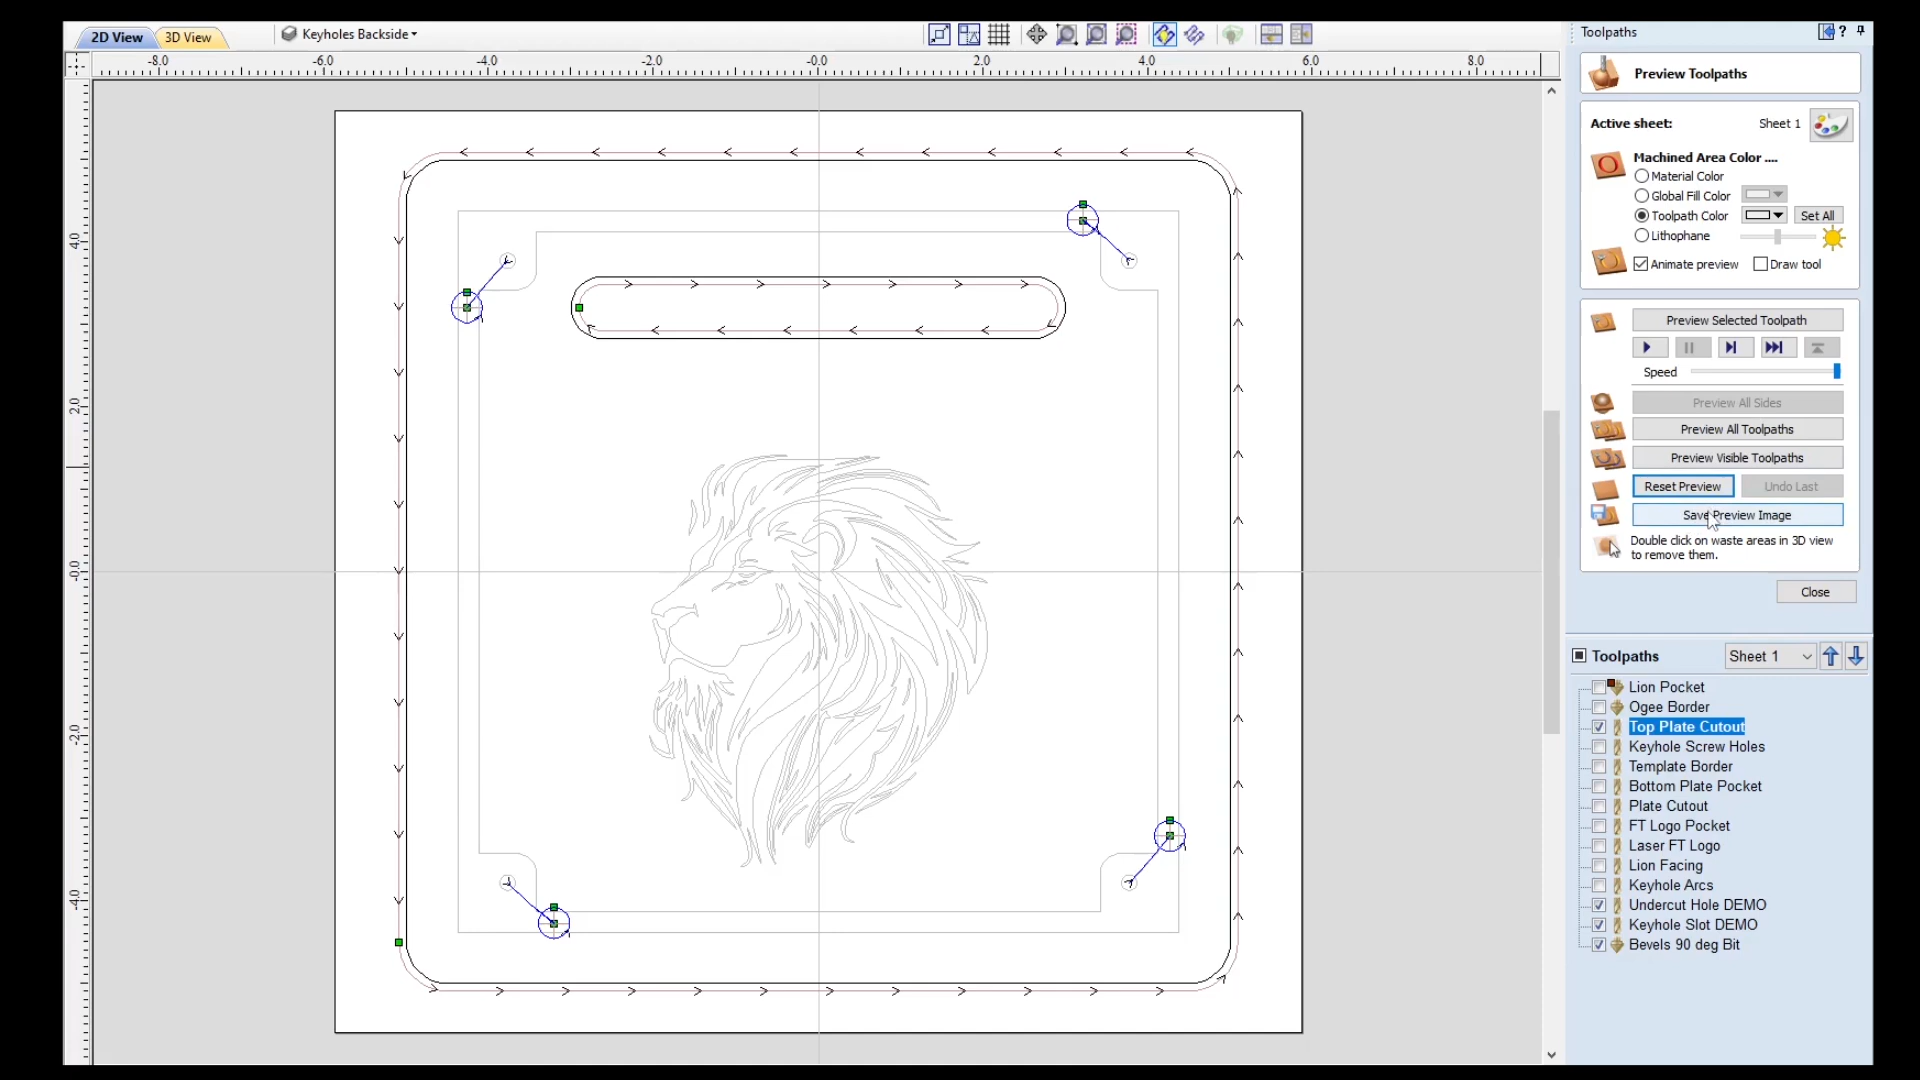 2D View
3D View
Keyholes Backside
Toolpaths
?
-8.0
-6.0
-4.0
-2.0
-0.0
2.0
4.0
6.0
8.0
4.0
2.0
-0.0
-2.0
-4.0
Preview Toolpaths
Active sheet: Sheet 1
Machined Area Color ....
Material Color
Global Fill Color
Toolpath Color
Set All
Lithophane
Animate preview
Draw tool
Preview Selected Toolpath
Speed
Preview All Sides
Preview All Toolpaths
Preview Visible Toolpaths
Reset Preview
Undo Last
Save Preview Image
Double click on waste areas in 3D view
to remove them.
Close
Toolpaths
Sheet 1
Lion Pocket
Ogee Border
Top Plate Cutout
Keyhole Screw Holes
Template Border
Bottom Plate Pocket
Plate Cutout
FT Logo Pocket
Laser FT Logo
Lion Facing
Keyhole Arcs
Undercut Hole DEMO
Keyhole Slot DEMO
Bevels 90 deg Bit